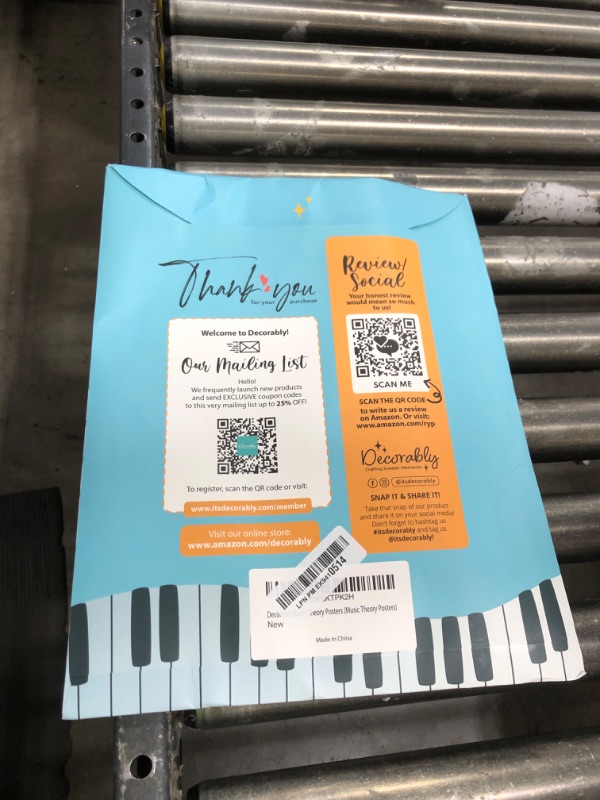 Thank you
for your purchase
Welcome to Decorably!
Our Mailing List
Hello!
We frequently launch new products
and send EXCLUSIVE coupon codes
to this very mailing list up to 25% OFF!
Decorably
To register, scan the QR code or visit:
www.itsdecorably.com/member
Visit our online store:
www.amazon.com/decorably
Review/
Social
Your honest review
would mean so much
to us!
SCAN ME
SCAN THE QR CODE
to write us a review
on Amazon. Or visit:
www.amazon.com/ryp
Decorably
Crafting Sweeter Memories
@itsdecorably
SNAP IT & SHARE IT!
Take that snap of our product
and share it on your social media!
Don't forget to hashtag us
#itsdecorably and tag us
@itsdecorably!
LPN PM EK94 0514
KTPK2H
Theory Posters (Music Theory Posters)
New
Made in China